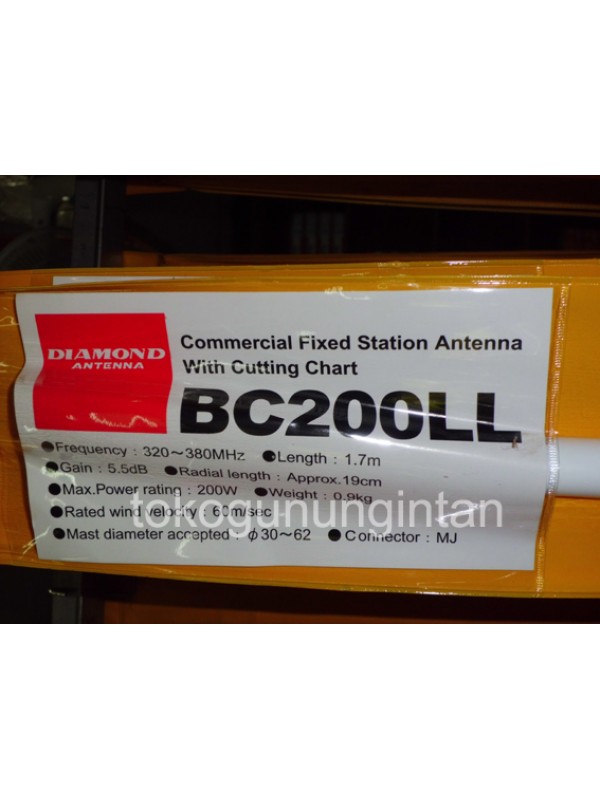 DIAMOND
ANTENNA
Commercial Fixed Station Antenna
With Cutting Chart
BC200LL
●Frequency : 320～380MHz ●Length : 1.7m
●Gain : 5.5dB ●Radial length : Approx.19cm
●Max.Power rating : 200W ●Weight : 0.9kg
●Rated wind velocity : 60m/sec
●Mast diameter accepted : φ30～62 ●Connector : MJ
tokogunungintan